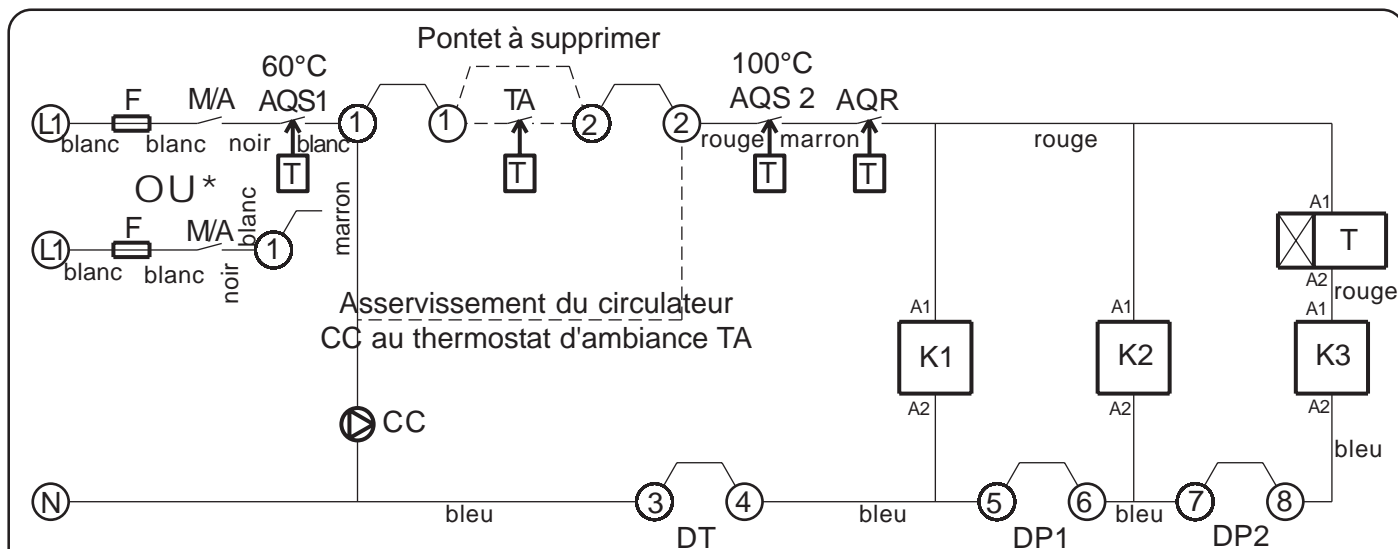 Pontet à supprimer
60°C
100°C
F
M/A
AQS1
TA
AQS 2
AQR
L1
1
1
2
2
blanc
blanc
noir
blanc
rouge
marron
rouge
T
T
T
T
OU*
F
M/A
blanc
marron
L1
1
blanc
blanc
noir
A1
T
A2
rouge
Asservissement du circulateur
CC au thermostat d'ambiance TA
A1
A1
A1
K1
K2
K3
A2
A2
A2
CC
bleu
N
3
4
5
6
7
8
bleu
bleu
bleu
DT
DP1
DP2